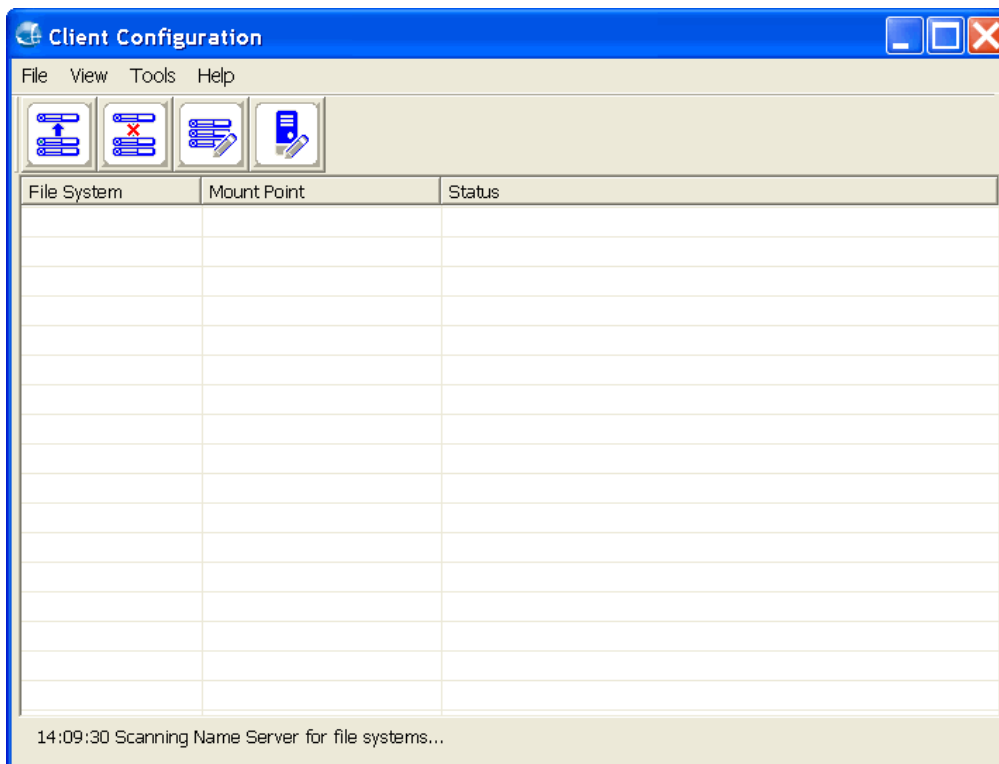 Client Configuration
File View Tools Help
File System Mount Point Status
14:09:30 Scanning Name Server for file systems...